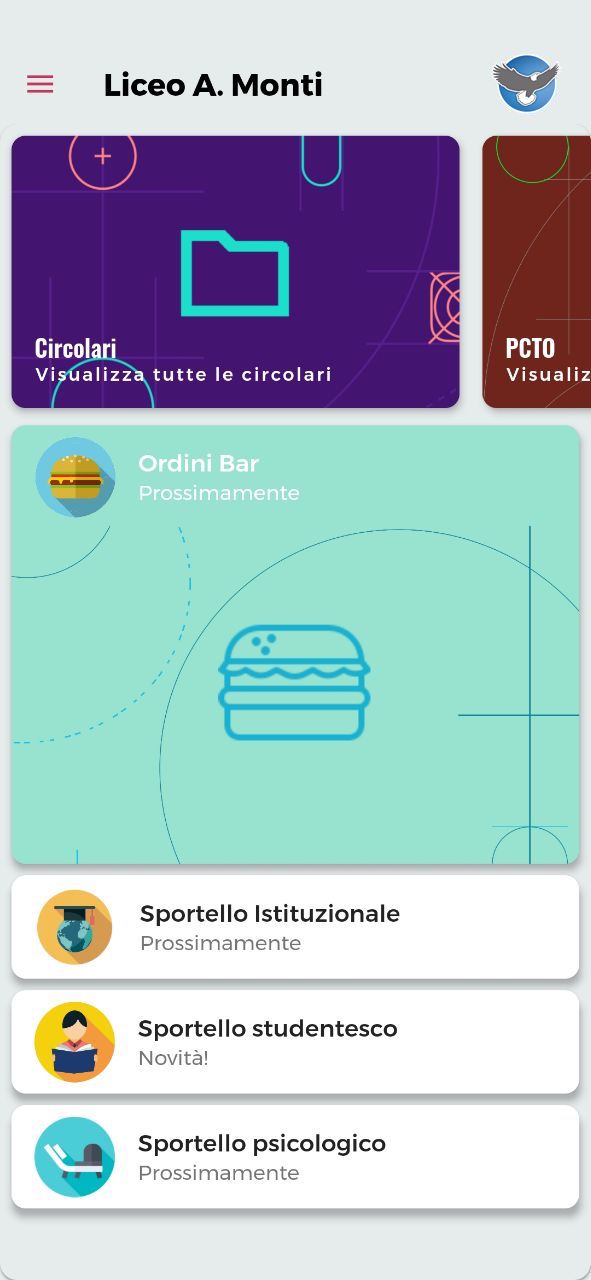 Liceo A. Monti
Circolari
Visualizza tutte le circolari
PCTO
Visualiz
Ordini Bar
Prossimamente
Sportello Istituzionale
Prossimamente
Sportello studentesco
Novità!
Sportello psicologico
Prossimamente